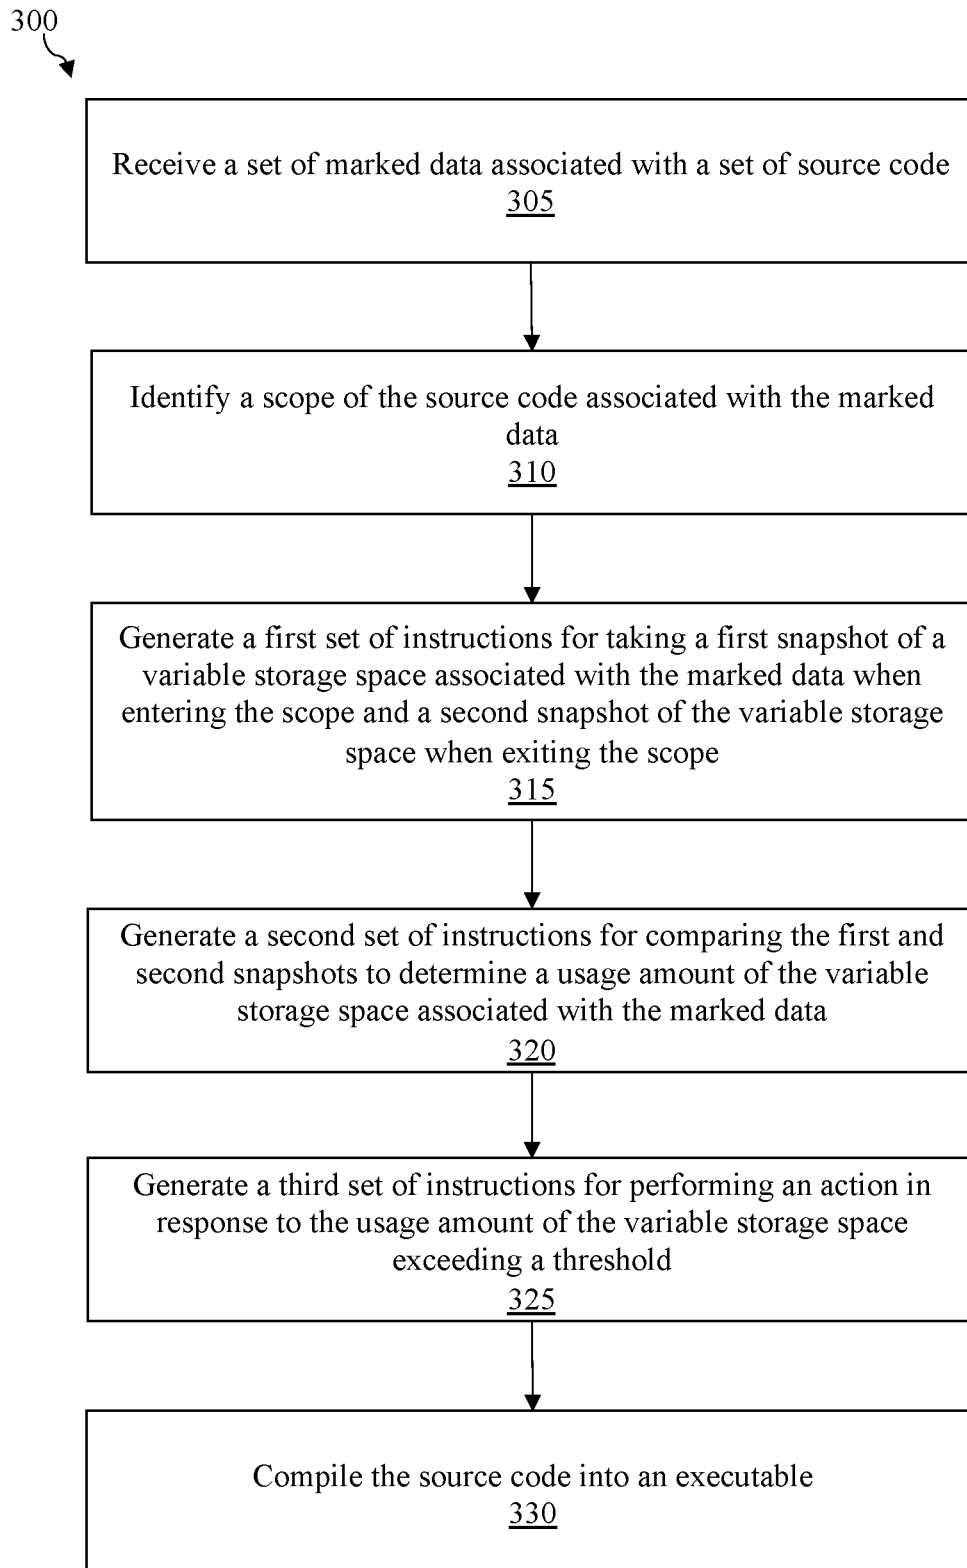 300
Receive a set of marked data associated with a set of source code
305
Identify a scope of the source code associated with the marked
data
310
Generate a first set of instructions for taking a first snapshot of a
variable storage space associated with the marked data when
entering the scope and a second snapshot of the variable storage
space when exiting the scope
315
Generate a second set of instructions for comparing the first and
second snapshots to determine a usage amount of the variable
storage space associated with the marked data
320
Generate a third set of instructions for performing an action in
response to the usage amount of the variable storage space
exceeding a threshold
325
Compile the source code into an executable
330